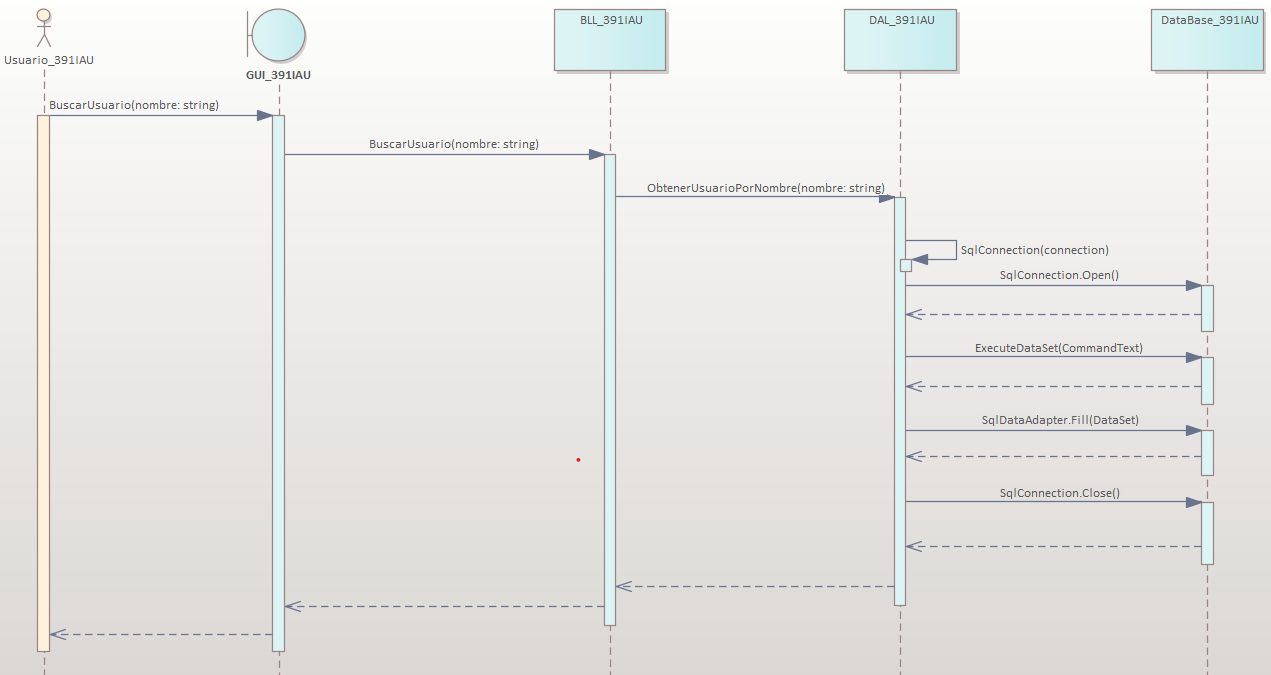 Usuario_391IAU
GUI_391IAU
BLL_391IAU
DAL_391IAU
DataBase_391IAU
BuscarUsuario(nombre: string)
BuscarUsuario(nombre: string)
ObtenerUsuarioPorNombre(nombre: string)
SqlConnection(connection)
SqlConnection.Open()
ExecuteDataSet(CommandText)
SqlDataAdapter.Fill(DataSet)
SqlConnection.Close()